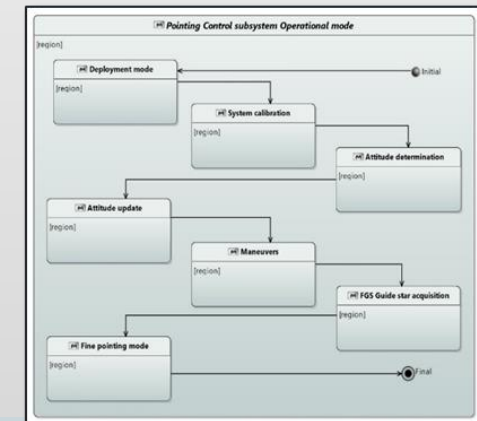 Pointing Control subsystem Operational mode
[region]
Deployment mode
[region]
Initial
System calibration
[region]
Attitude determination
[region]
Attitude update
[region]
Maneuvers
[region]
FGS Guide star acquisition
[region]
Fine pointing mode
[region]
Final